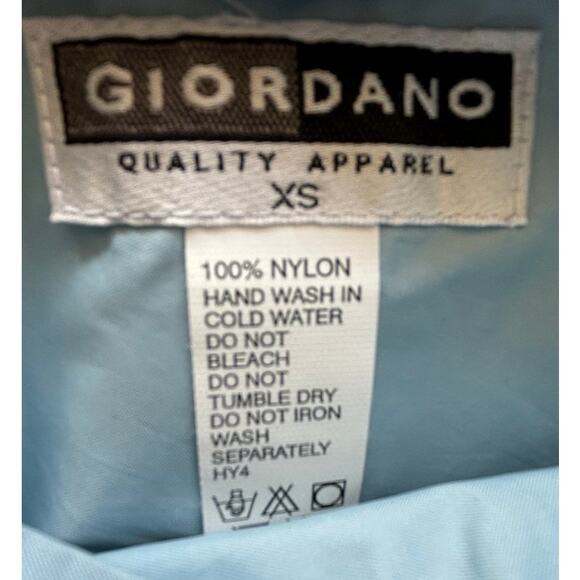 GIORDANO
QUALITY APPAREL
XS
100% NYLON
HAND WASH IN
COLD WATER
DO NOT
BLEACH
DO NOT
TUMBLE DRY
DO NOT IRON
WASH
SEPARATELY
HY4